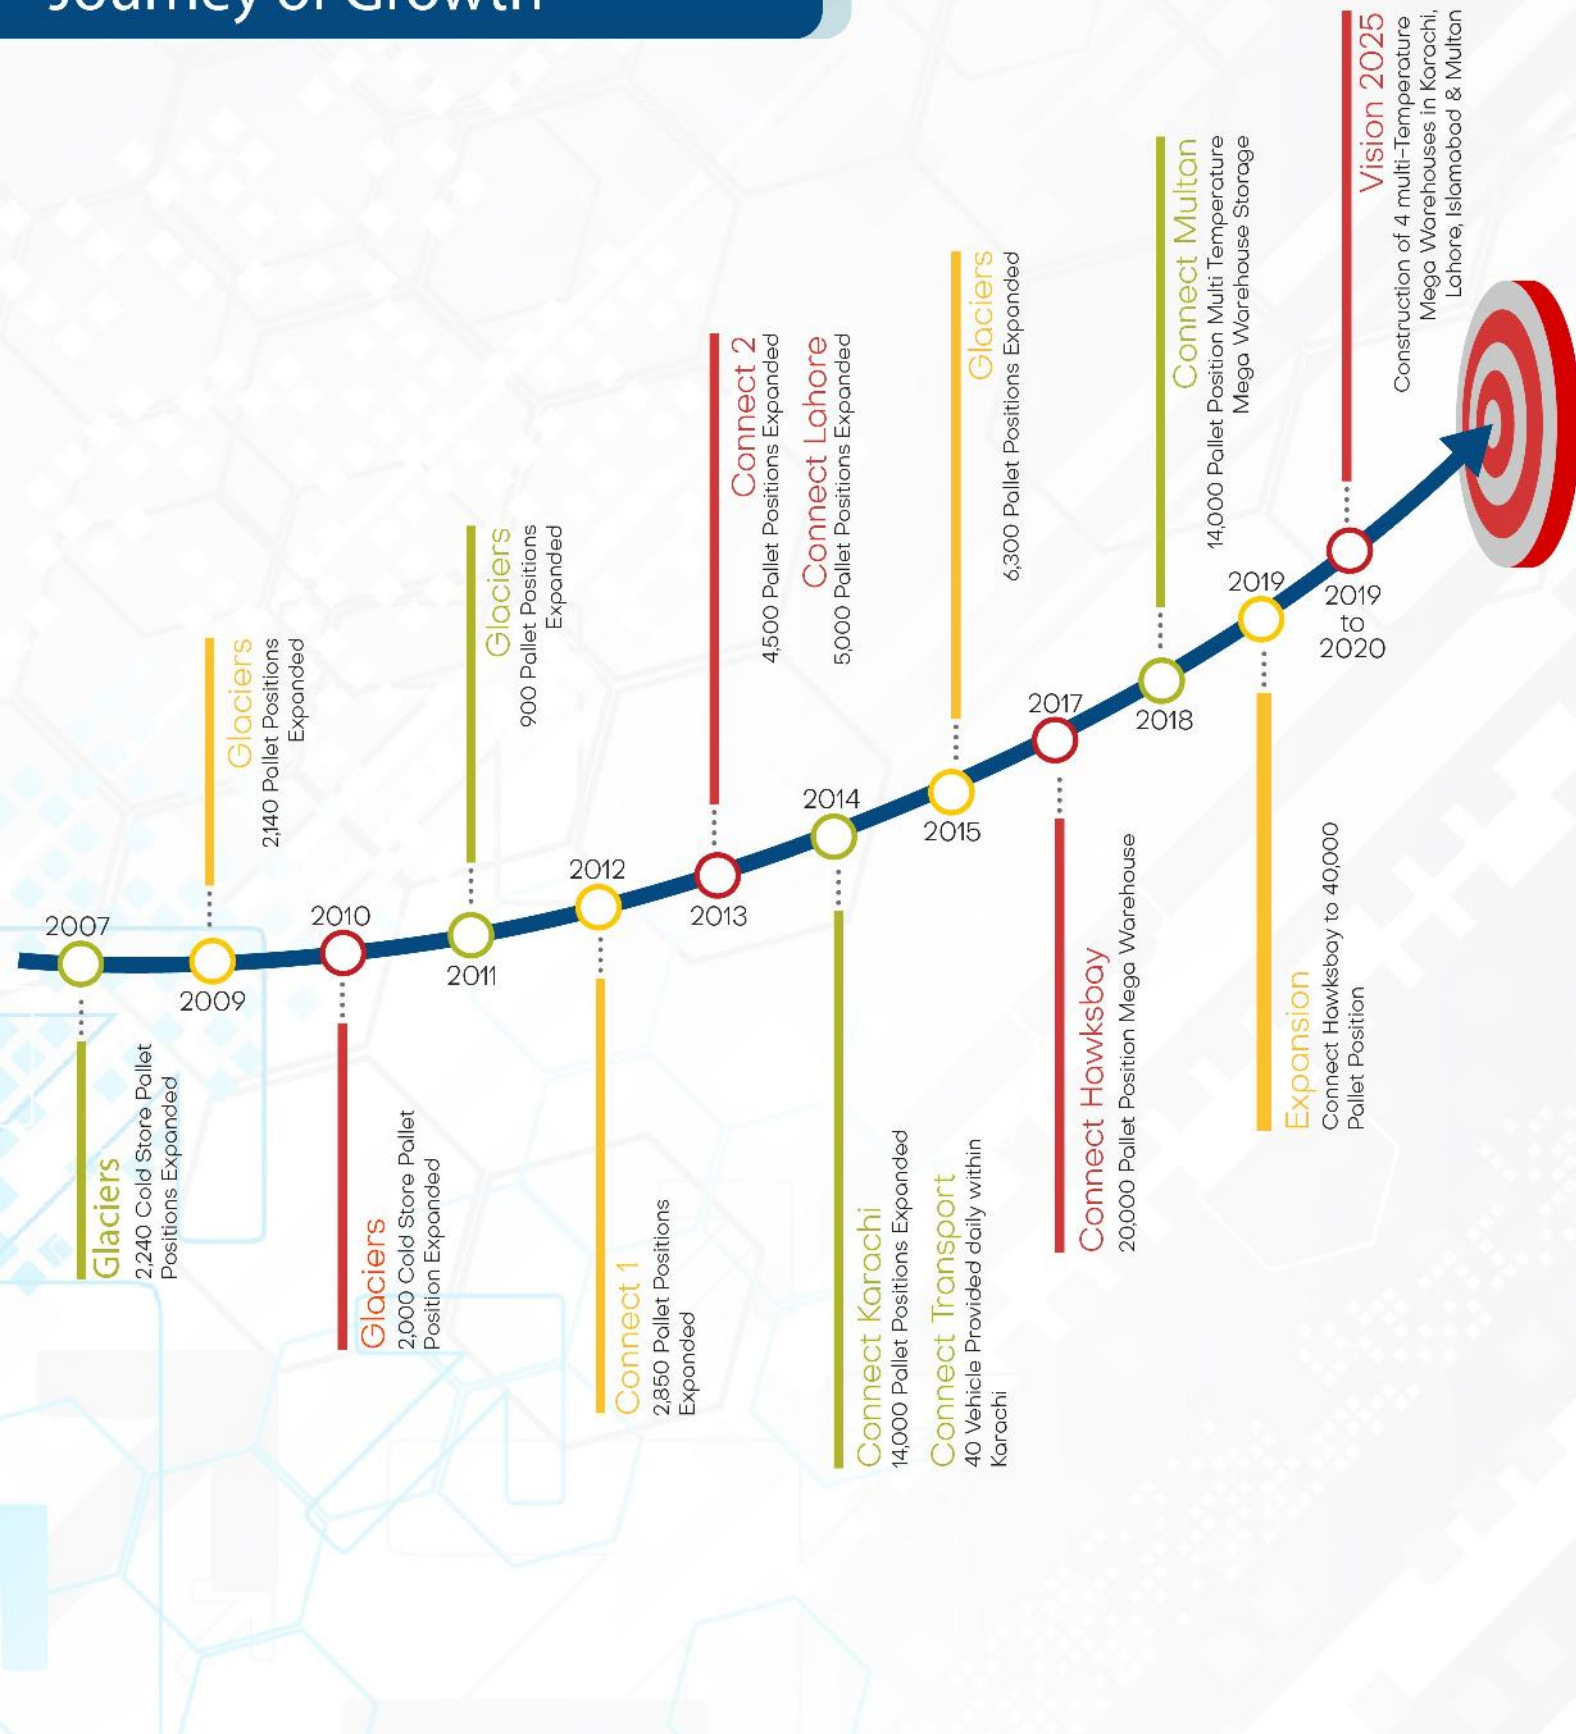 Journey of Growth
2007
Glaciers
2,240 Cold Store Pallet
Positions Expanded
2009
Glaciers
2,140 Pallet Positions
Expanded
2010
Glaciers
2,000 Cold Store Pallet
Position Expanded
2011
Glaciers
900 Pallet Positions
Expanded
2012
Connect 1
2,850 Pallet Positions
Expanded
2013
Connect 2
4,500 Pallet Positions Expanded
Connect Lahore
5,000 Pallet Positions Expanded
2014
Connect Karachi
14,000 Pallet Positions Expanded
Connect Transport
40 Vehicle Provided daily within
Karachi
2015
Glaciers
6,300 Pallet Positions Expanded
2017
Connect Hawksbay
20,000 Pallet Position Mega Warehouse
2018
Connect Multan
14,000 Pallet Position Multi Temperature
Mega Warehouse Storage
2019
Expansion
Connect Hawksbay to 40,000
Pallet Position
2019
to
2020
Vision 2025
Construction of 4 multi-Temperature
Mega Warehouses in Karachi,
Lahore, Islamabad & Multan